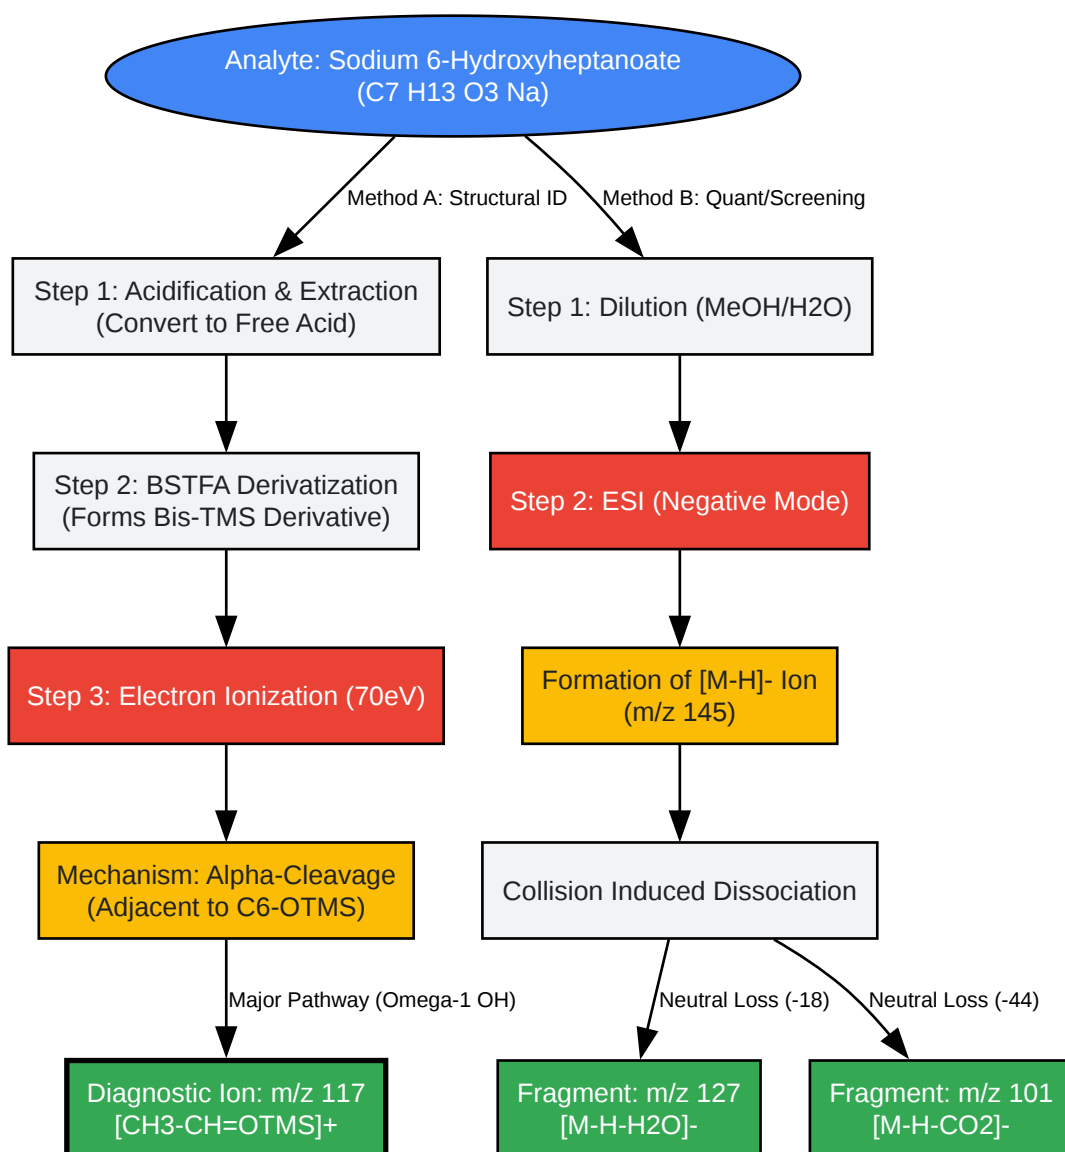 Analyte: Sodium 6-Hydroxyheptanoate
(C7 H13 O3 Na)
Method A: Structural ID
Method B: Quant/Screening
Step 1: Acidification & Extraction
(Convert to Free Acid)
Step 1: Dilution (MeOH/H2O)
Step 2: BSTFA Derivatization
(Forms Bis-TMS Derivative)
Step 2: ESI (Negative Mode)
Step 3: Electron Ionization (70eV)
Formation of [M-H]- Ion
(m/z 145)
Mechanism: Alpha-Cleavage
(Adjacent to C6-OTMS)
Collision Induced Dissociation
Major Pathway (Omega-1 OH)
Neutral Loss (-18)
Neutral Loss (-44)
Diagnostic Ion: m/z 117
[CH3-CH=OTMS]+
Fragment: m/z 127
[M-H-H2O]-
Fragment: m/z 101
[M-H-CO2]-